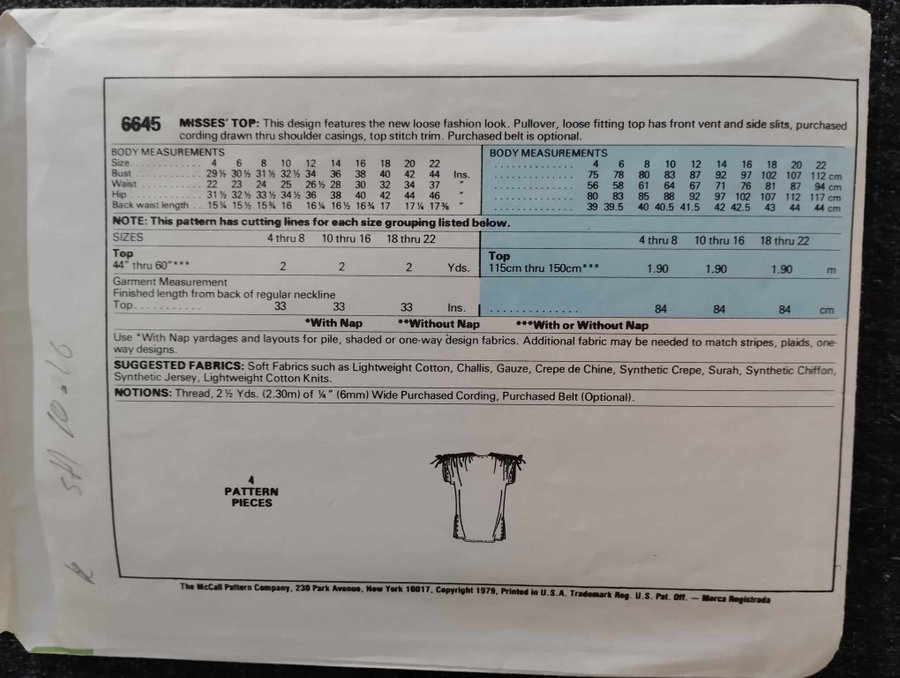 6645 MISSES' TOP: This design features the new loose fashion look. Pullover, loose fitting top has front vent and side slits, purchased
cording drawn thru shoulder casings, top stitch trim. Purchased belt is optional.
BODY MEASUREMENTS
Size............ 4 6 8 10 12 14 16 18 20 22
Bust............ 29½ 30½ 31½ 32½ 34 36 38 40 42 44 Ins.
Waist........... 22 23 24 25 26½ 28 30 32 34 37 "
Hip............. 31½ 32½ 33½ 34½ 36 38 40 42 44 46 "
Back waist length.. 15¼ 15½ 15¾ 16 16¼ 16½ 16¾ 17 17¼ 17⅜ "
BODY MEASUREMENTS
............... 4 6 8 10 12 14 16 18 20 22
............... 75 78 80 83 87 92 97 102 107 112 cm
............... 56 58 61 64 67 71 76 81 87 94 cm
............... 80 83 85 88 92 97 102 107 112 117 cm
............... 39 39.5 40 40.5 41.5 42 42.5 43 44 44 cm
NOTE: This pattern has cutting lines for each size grouping listed below.
SIZES 4 thru 8 10 thru 16 18 thru 22
Top
44" thru 60"*** 2 2 2 Yds.
Garment Measurement
Finished length from back of regular neckline
Top........... 33 33 33 Ins.
4 thru 8 10 thru 16 18 thru 22
Top
115cm thru 150cm*** 1.90 1.90 1.90 m
............... 84 84 84 cm
*With Nap **Without Nap ***With or Without Nap
Use *With Nap yardages and layouts for pile, shaded or one-way design fabrics. Additional fabric may be needed to match stripes, plaids, one-
way designs.
SUGGESTED FABRICS: Soft Fabrics such as Lightweight Cotton, Challis, Gauze, Crepe de Chine, Synthetic Crepe, Surah, Synthetic Chiffon,
Synthetic Jersey, Lightweight Cotton Knits.
NOTIONS: Thread, 2½ Yds. (2.30m) of ¼" (6mm) Wide Purchased Cording, Purchased Belt (Optional).
4
PATTERN
PIECES
The McCall Pattern Company, 230 Park Avenue, New York 10017, Copyright 1979, Printed in U.S.A. Trademark Reg. U.S. Pat. Off. — Marca Registrada